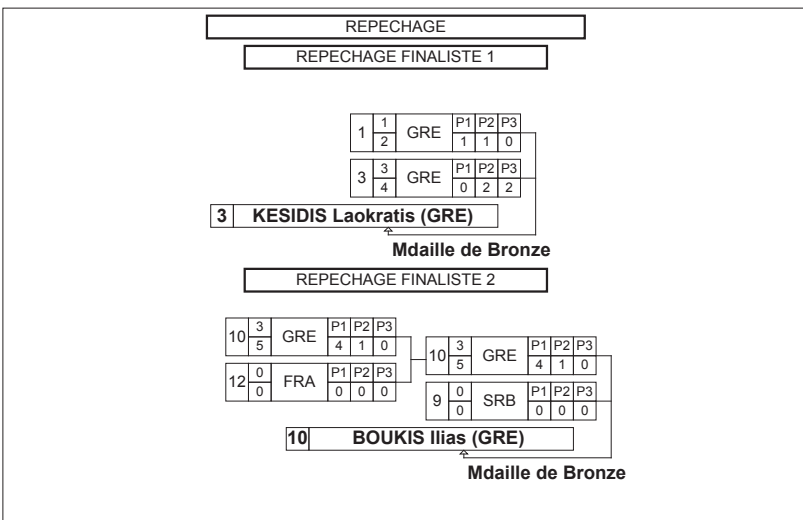 REPECHAGE
REPECHAGE FINALISTE 1
1 1 GRE P1 P2 P3
2 1 1 0
3 3 GRE P1 P2 P3
4 0 2 2
3 KESIDIS Laokratis (GRE)
Mdaille de Bronze
REPECHAGE FINALISTE 2
10 3 GRE P1 P2 P3
5 4 1 0
12 0 FRA P1 P2 P3
0 0 0 0
10 3 GRE P1 P2 P3
5 4 1 0
9 0 SRB P1 P2 P3
0 0 0 0
10 BOUKIS Ilias (GRE)
Mdaille de Bronze